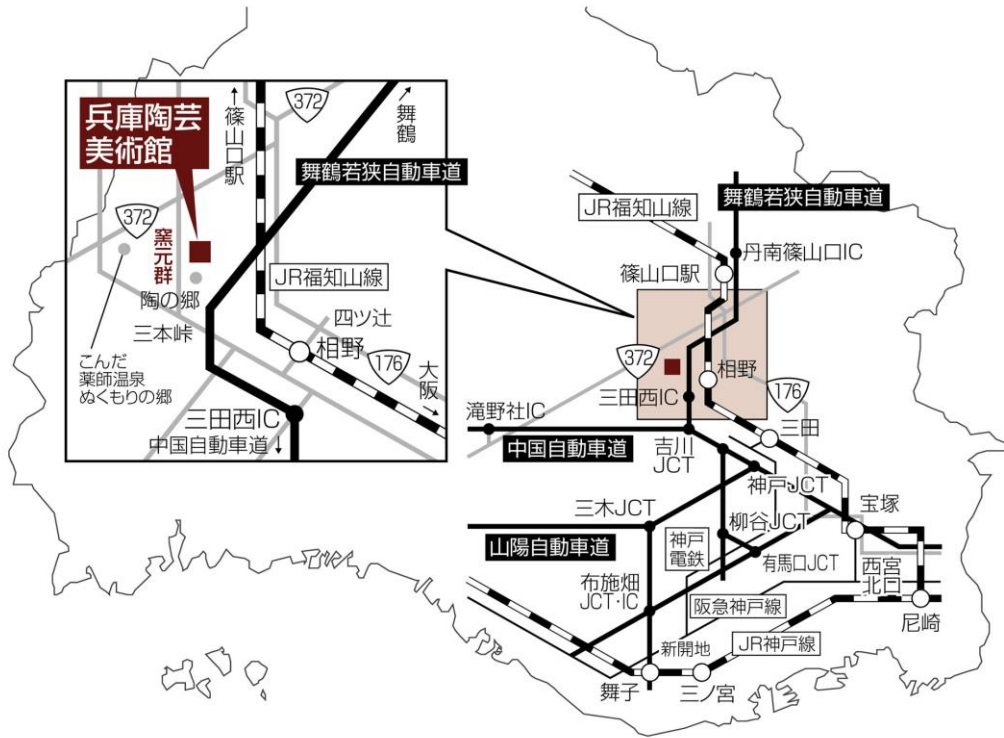 兵庫陶芸
美術館
↑篠山口駅
372
舞鶴
舞鶴若狭自動車道
372
窯元群
陶の郷
三本峠
こんだ
薬師温泉
ぬくもりの郷
JR福知山線
四ツ辻
相野
176
大阪
三田西IC
中国自動車道
JR福知山線
舞鶴若狭自動車道
丹南篠山口IC
篠山口駅
372
相野
三田西IC
176
滝野社IC
中国自動車道
吉川
JCT
三田
神戸JCT
三木JCT
山陽自動車道
柳谷JCT
神戸
電鉄
有馬口JCT
宝塚
西宮
北口
尼崎
布施畑
JCT・IC
阪急神戸線
新開地
JR神戸線
舞子
三ノ宮